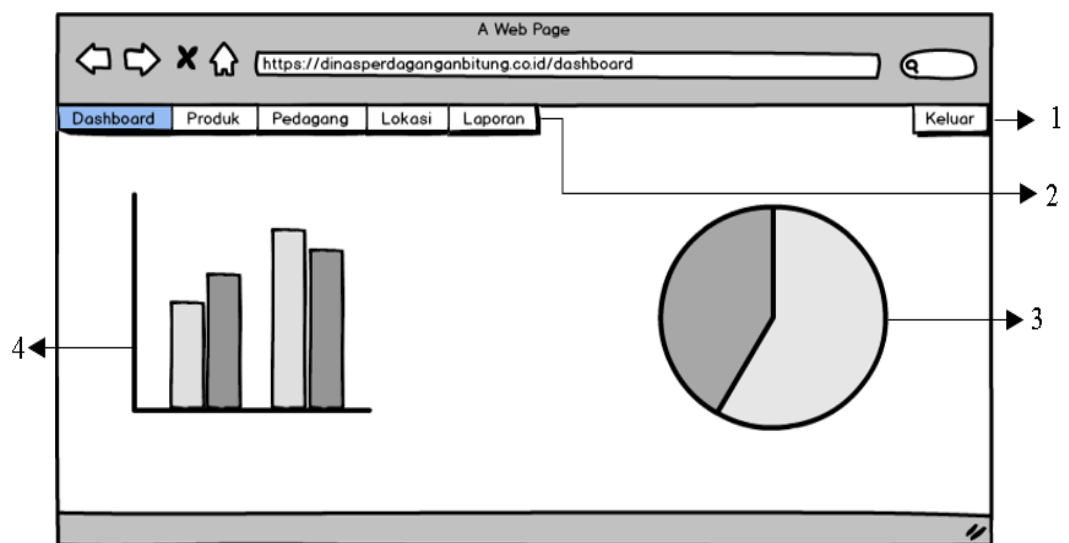 A Web Page
https://dinasperdaganganbitung.co.id/dashboard
Dashboard Produk Pedagang Lokasi Laporan Keluar 1
2
3
4